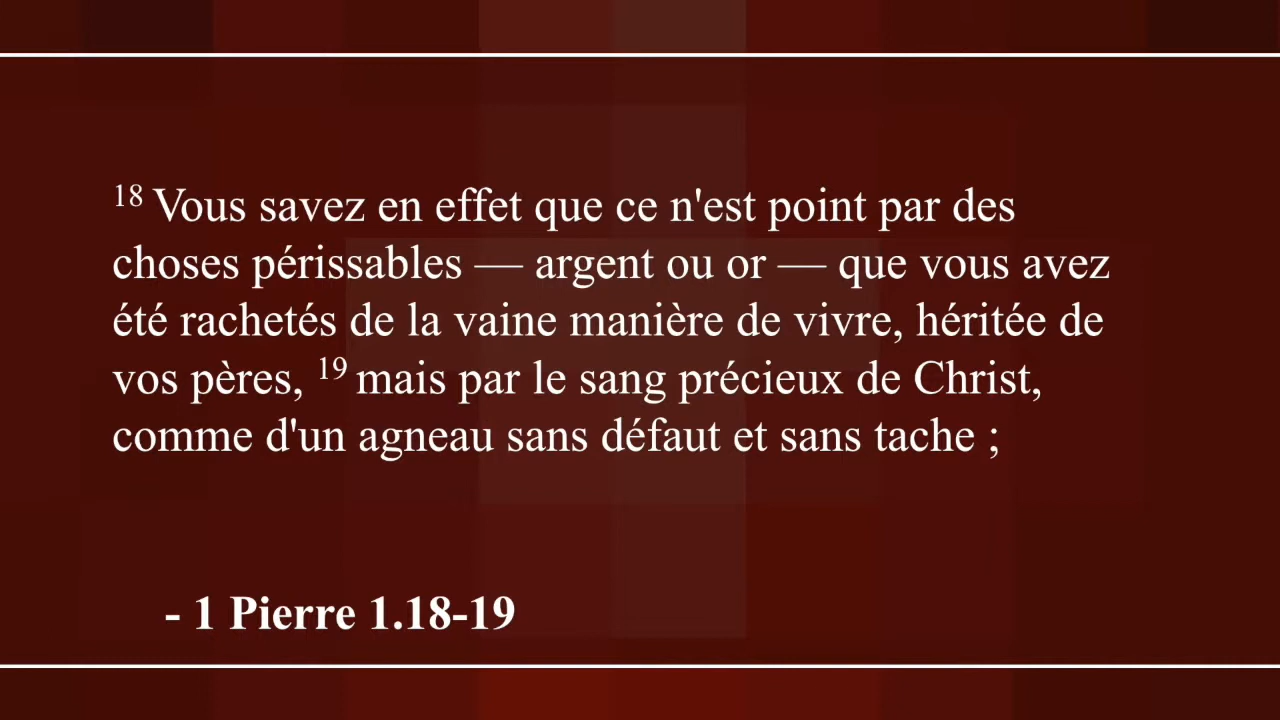 18 Vous savez en effet que ce n'est point par des
choses périssables — argent ou or — que vous avez
été rachetés de la vaine manière de vivre, héritée de
vos pères, 19 mais par le sang précieux de Christ,
comme d'un agneau sans défaut et sans tache ;
- 1 Pierre 1.18-19